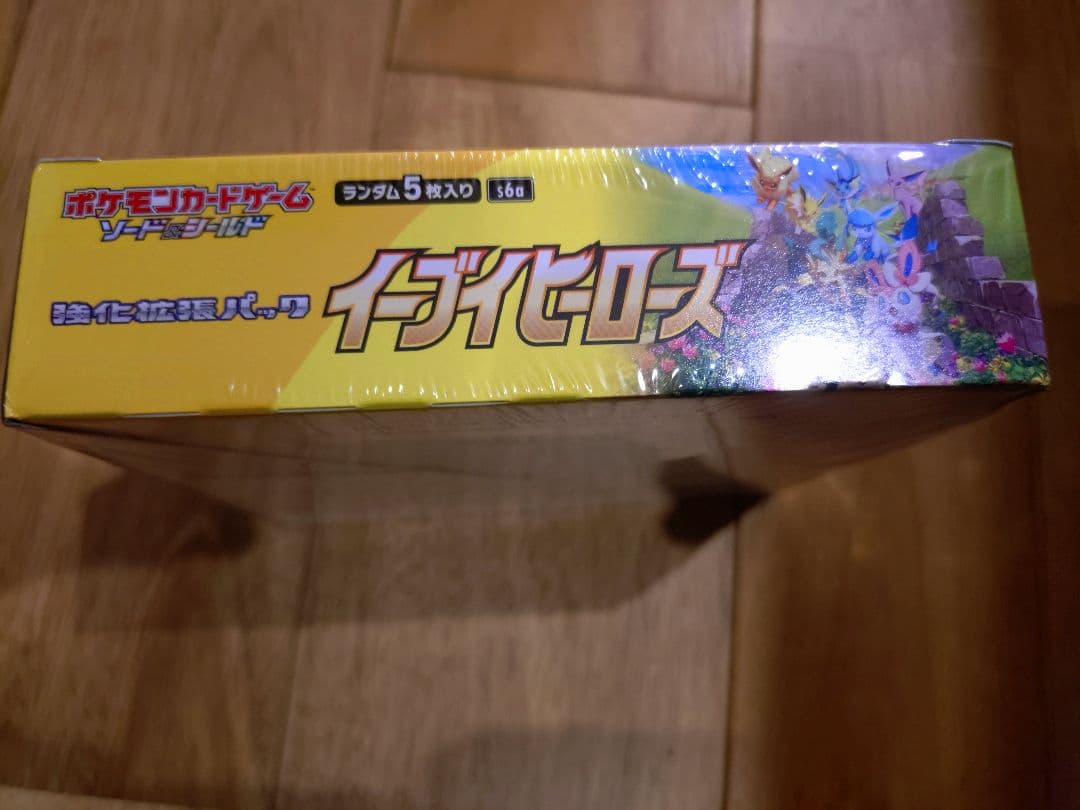 ポケモンカードゲーム
ソード&シールド
ランダム5枚入り s6a
強化拡張パック
イーブイヒーローズ